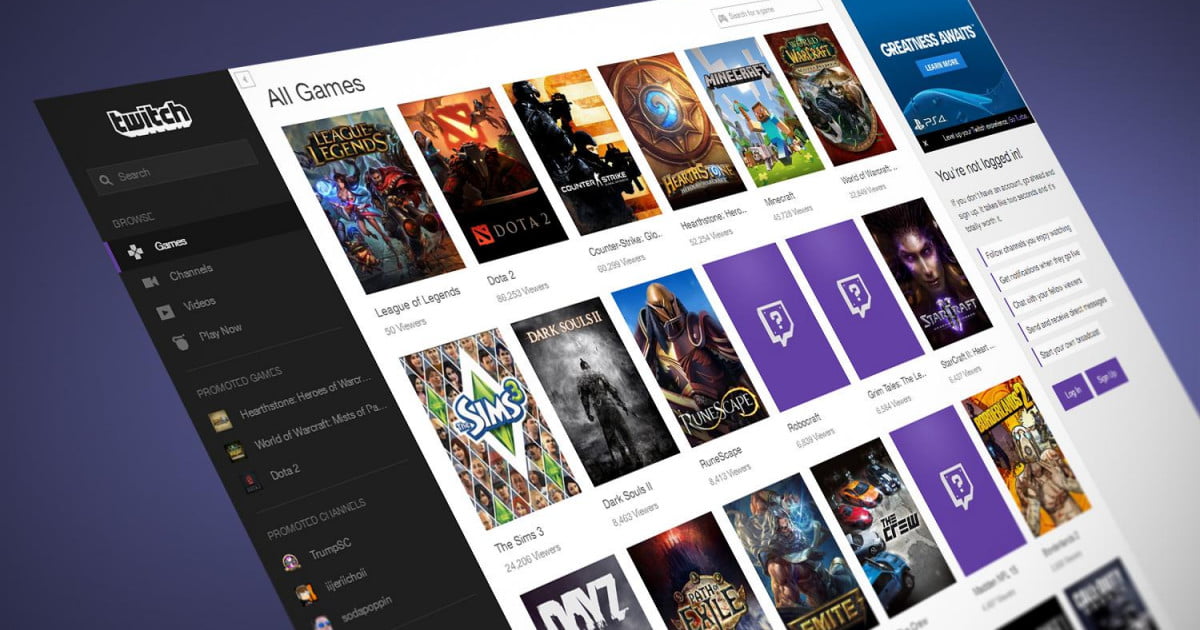 twitch
Search
BROWSE
Games
Channels
Videos
Play Now
PROMOTED GAMES
Hearthstone: Heroes of Warcr...
World of Warcraft: Mists of Pa...
Dota 2
PROMOTED CHANNELS
TrumpSC
sodapoppin
All Games
Search for a game
LEAGUE OF
LEGENDS
League of Legends
50 Viewers
DOTA 2
Dota 2
86,253 Viewers
COUNTER STRIKE
Counter-Strike: Glo...
60,299 Viewers
HEARTHSTONE
Hearthstone: Hero...
52,254 Viewers
MINECRAFT
Minecraft
45,728 Viewers
WORLD
WARCRAFT
World of Warcraft: ...
32,849 Viewers
THE SIMS 3
The Sims 3
24,206 Viewers
DARK SOULS II
Dark Souls II
8,463 Viewers
RUNESCAPE
RuneScape
8,413 Viewers
?
Robocraft
6,839 Viewers
?
Grim Tales: The Le...
6,584 Viewers
STARCRAFT
StarCraft II: Heart ...
6,437 Viewers
DAYZ
PATH OF
EXILE
SMITE
THE
CREW
The Crew
?
Madden NFL 15
BORDERLANDS 2
Borderlands 2
CALL OF DUTY
GREATNESS AWAITS
LEARN MORE
PS4
Level up your Twitch experience. Go Turbo.
X
You're not logged in!
If you don't have an account, go ahead and
sign up. It takes like two seconds and it's
totally worth it.
Follow channels you enjoy watching
Get notifications when they go live
Chat with your fellow viewers
Send and receive direct messages
Start your own broadcast
Log In
Sign Up